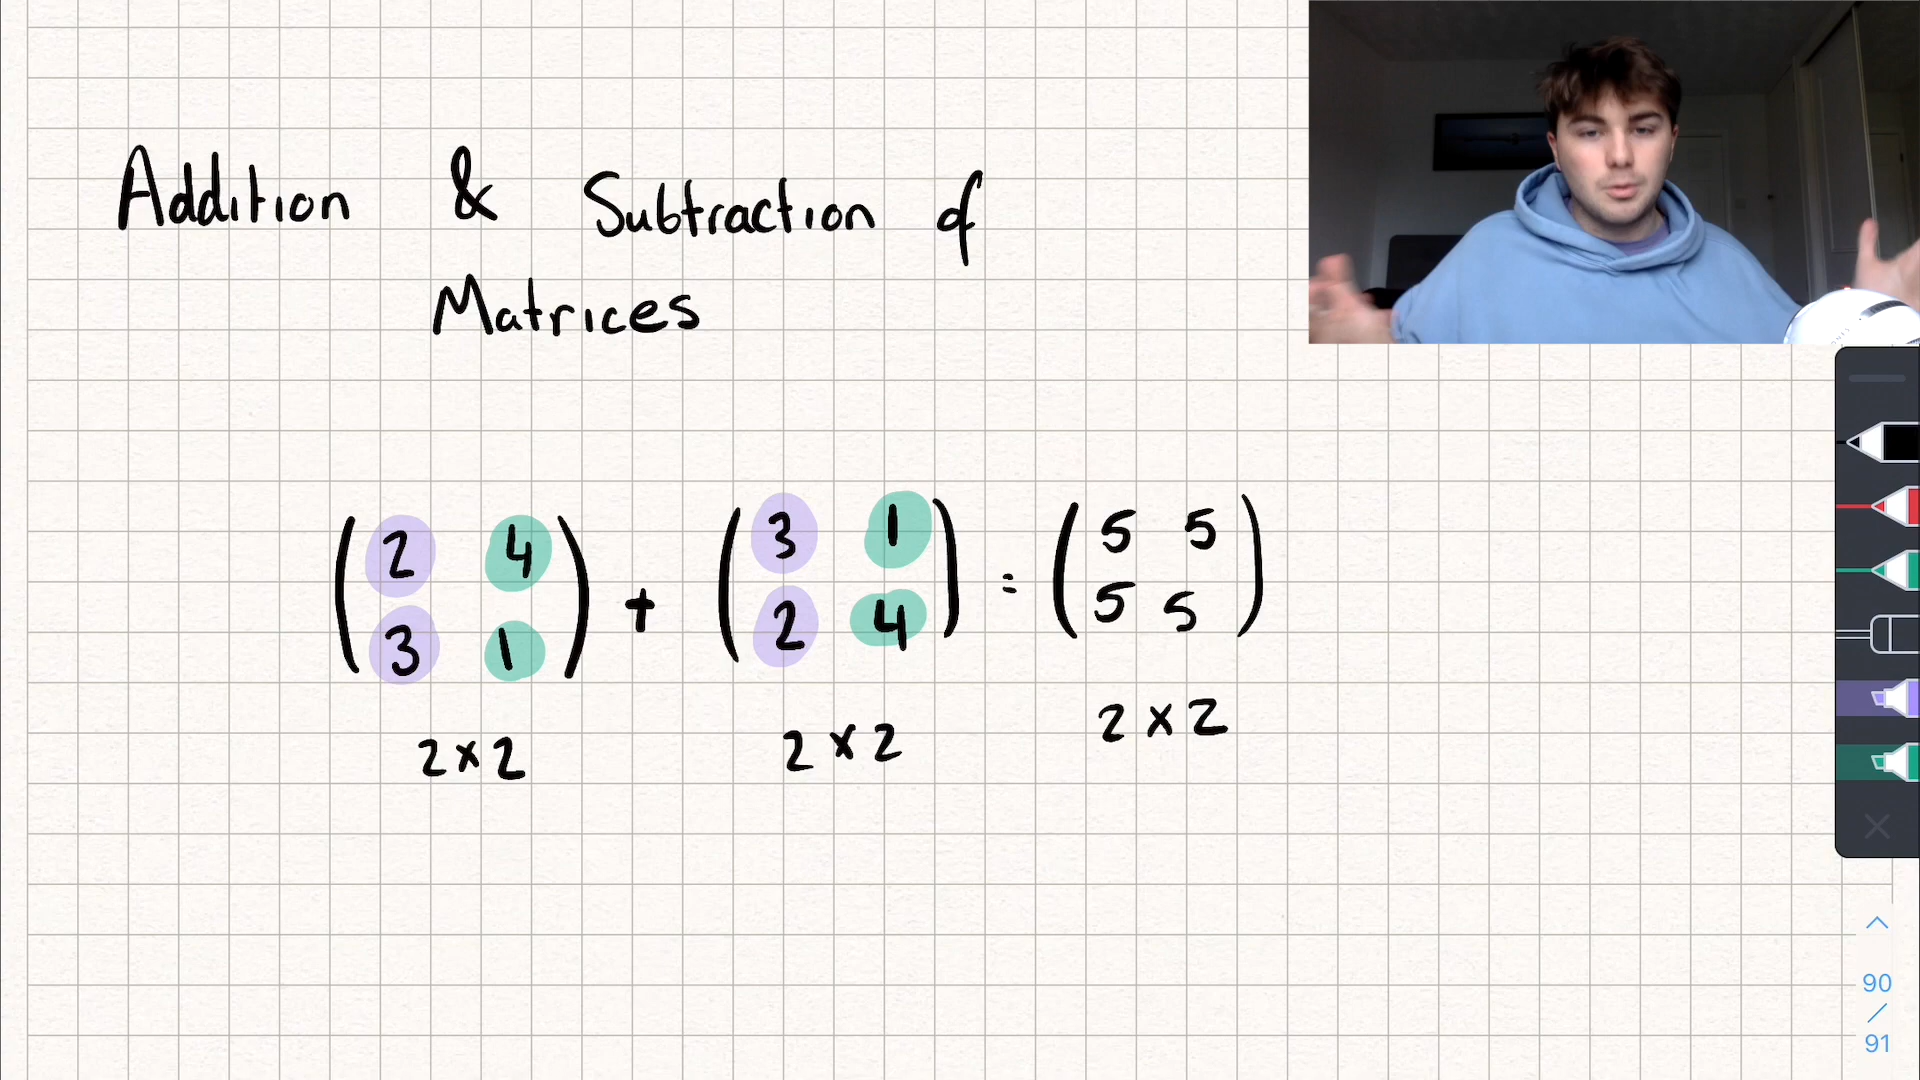 Addition & Subtraction of
Matrices
( 2 4 ) + ( 3 1 ) = ( 5 5 )
( 3 1 ) ( 2 4 ) ( 5 5 )
2 × 2 2 × 2 2 × 2
90
/
91